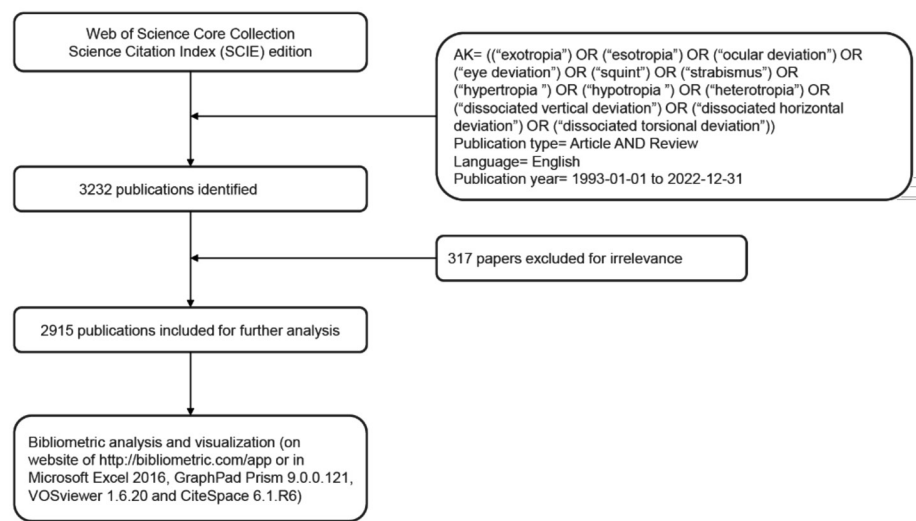 Web of Science Core Collection
Science Citation Index (SCIE) edition
AK= ((“exotropia”) OR (“esotropia”) OR (“ocular deviation”) OR
(“eye deviation”) OR (“squint”) OR (“strabismus”) OR
(“hypertropia ”) OR (“hypotropia ”) OR (“heterotropia”) OR
(“dissociated vertical deviation”) OR (“dissociated horizontal
deviation”) OR (“dissociated torsional deviation”))
Publication type= Article AND Review
Language= English
Publication year= 1993-01-01 to 2022-12-31
3232 publications identified
317 papers excluded for irrelevance
2915 publications included for further analysis
Bibliometric analysis and visualization (on
website of http://bibliometric.com/app or in
Microsoft Excel 2016, GraphPad Prism 9.0.0.121,
VOSviewer 1.6.20 and CiteSpace 6.1.R6)